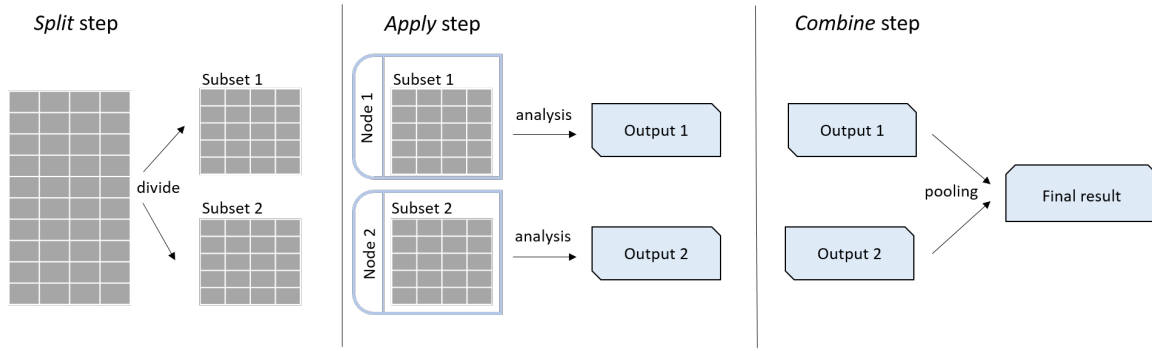 Split step
Subset 1
divide
Subset 2
Apply step
Node 1
Subset 1
analysis
Output 1
Node 2
Subset 2
analysis
Output 2
Combine step
Output 1
pooling
Final result
Output 2